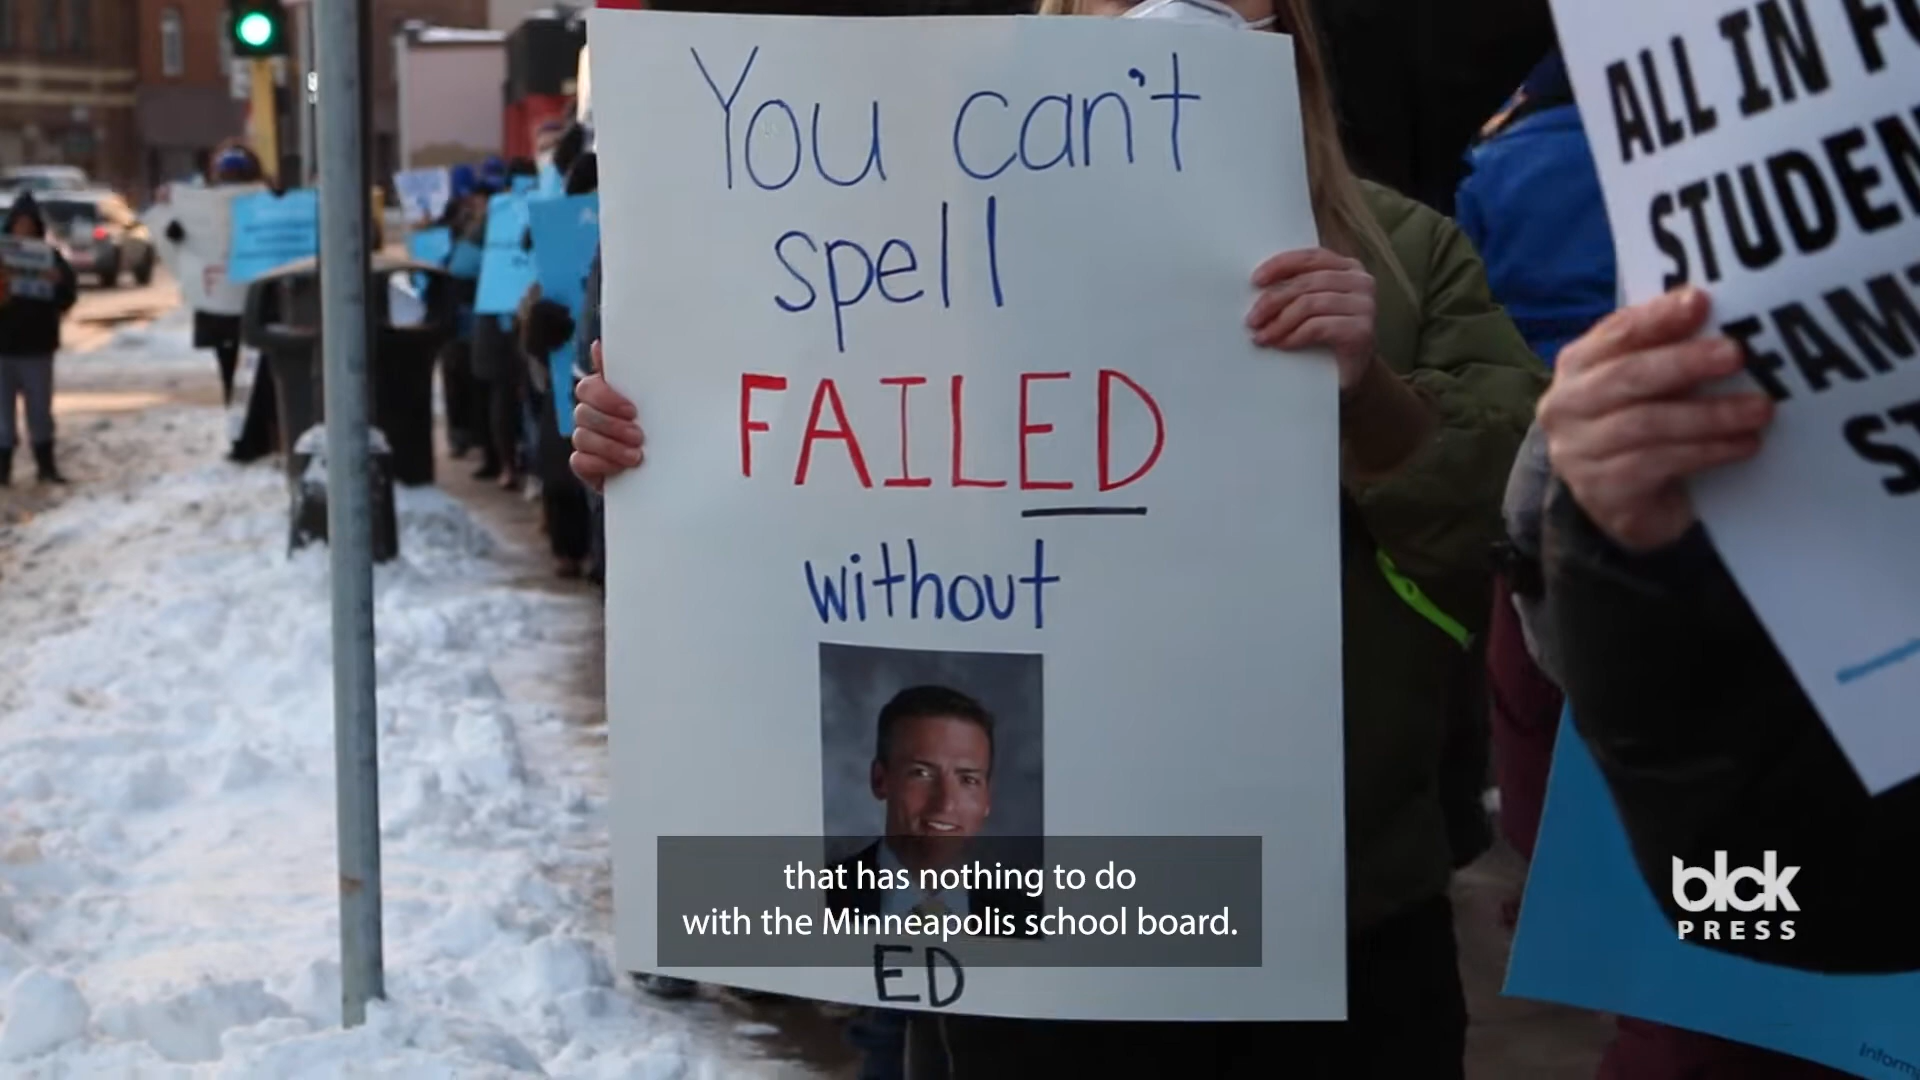 You can't
spell
FAILED
without
ED
ALL IN
STUDEN
FAM
ST
that has nothing to do
with the Minneapolis school board.
blck
PRESS
Inform